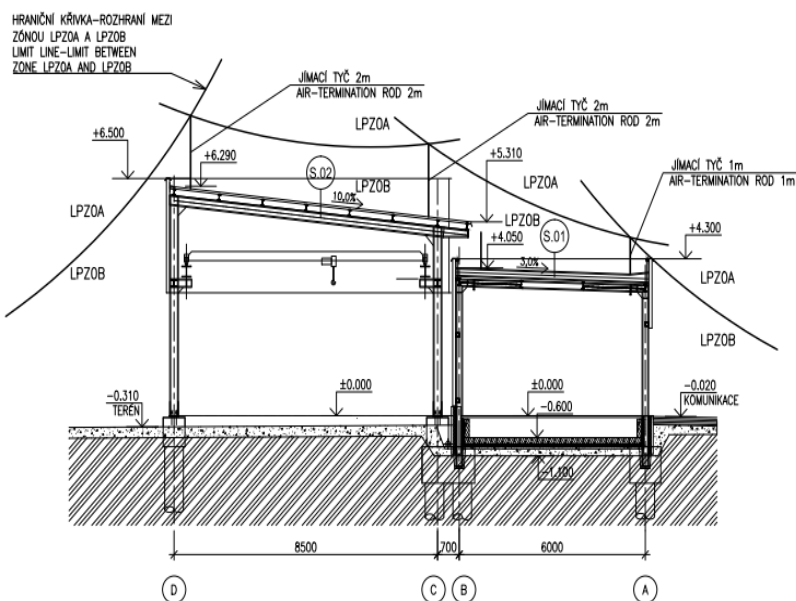 HRANIČNÍ KŘIVKA-ROZHRANÍ MEZI
ZÓNOU LPZ0A A LPZ0B
LIMIT LINE-LIMIT BETWEEN
ZONE LPZ0A AND LPZ0B
JÍMACÍ TYČ 2m
AIR-TERMINATION ROD 2m
JÍMACÍ TYČ 2m
AIR-TERMINATION ROD 2m
LPZ0A
+6.500
+6.290
S.02
+5.310
JÍMACÍ TYČ 1m
AIR-TERMINATION ROD 1m
LPZ0A
LPZ0B
10,0%
LPZ0A
LPZ0B
S.01
+4.050
+4.300
3,0%
LPZ0B
LPZ0A
LPZ0B
-0.310
TERÉN
±0.000
±0.000
-0.020
KOMUNIKACE
-0.600
-1.100
8500
700
6000
D
C
B
A